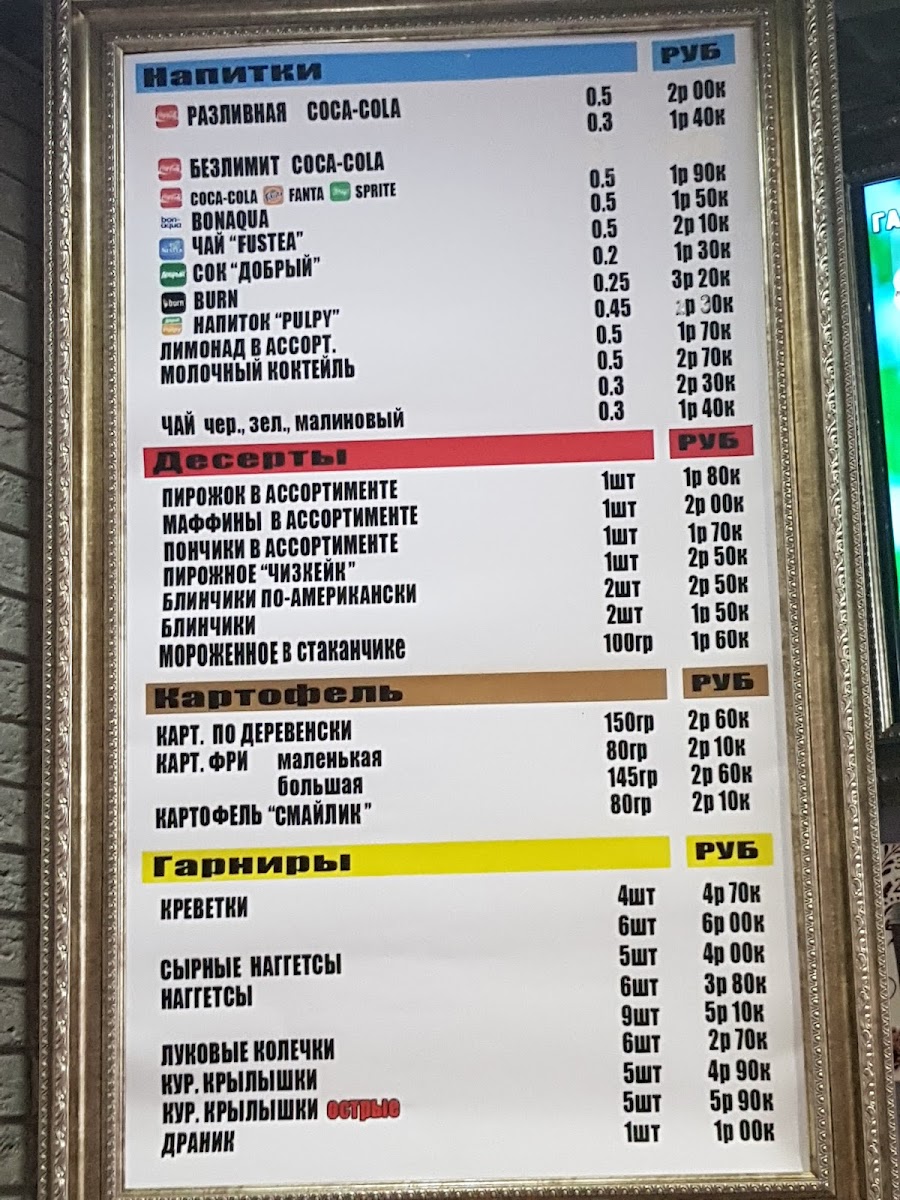 Напитки РУБ
РАЗЛИВНАЯ COCA-COLA 0.5 2р 00к
0.3 1р 40к
БЕЗЛИМИТ COCA-COLA
COCA-COLA FANTA SPRITE 0.5 1р 90к
bon-aqua BONAQUA 0.5 1р 50к
ЧАЙ “FUSTEA” 0.5 2р 10к
Добрый СОК “ДОБРЫЙ” 0.2 1р 30к
burn BURN 0.25 3р 20к
НАПИТОК “PULPY” 0.45
ЛИМОНАД В АССОРТ. 0.5 1р 70к
МОЛОЧНЫЙ КОКТЕЙЛЬ 0.5 2р 70к
0.3 2р 30к
ЧАЙ чер., зел., малиновый 0.3 1р 40к
Десерты РУБ
ПИРОЖОК В АССОРТИМЕНТЕ 1шт 1р 80к
МАФФИНЫ В АССОРТИМЕНТЕ 1шт 2р 00к
ПОНЧИКИ В АССОРТИМЕНТЕ 1шт 1р 70к
ПИРОЖНОЕ “ЧИЗКЕЙК” 1шт 2р 50к
БЛИНЧИКИ ПО-АМЕРИКАНСКИ 2шт 2р 50к
БЛИНЧИКИ 2шт 1р 50к
МОРОЖЕННОЕ В стаканчике 100гр 1р 60к
Картофель РУБ
КАРТ. ПО ДЕРЕВЕНСКИ 150гр 2р 60к
КАРТ. ФРИ маленькая 80гр 2р 10к
большая 145гр 2р 60к
КАРТОФЕЛЬ “СМАЙЛИК” 80гр 2р 10к
Гарниры РУБ
КРЕВЕТКИ 4шт 4р 70к
6шт 6р 00к
СЫРНЫЕ НАГГЕТСЫ 5шт 4р 00к
НАГГЕТСЫ 6шт 3р 80к
9шт 5р 10к
ЛУКОВЫЕ КОЛЕЧКИ 6шт 2р 70к
КУР. КРЫЛЫШКИ 5шт 4р 90к
КУР. КРЫЛЫШКИ острые 5шт 5р 90к
ДРАНИК 1шт 1р 00к
ГА